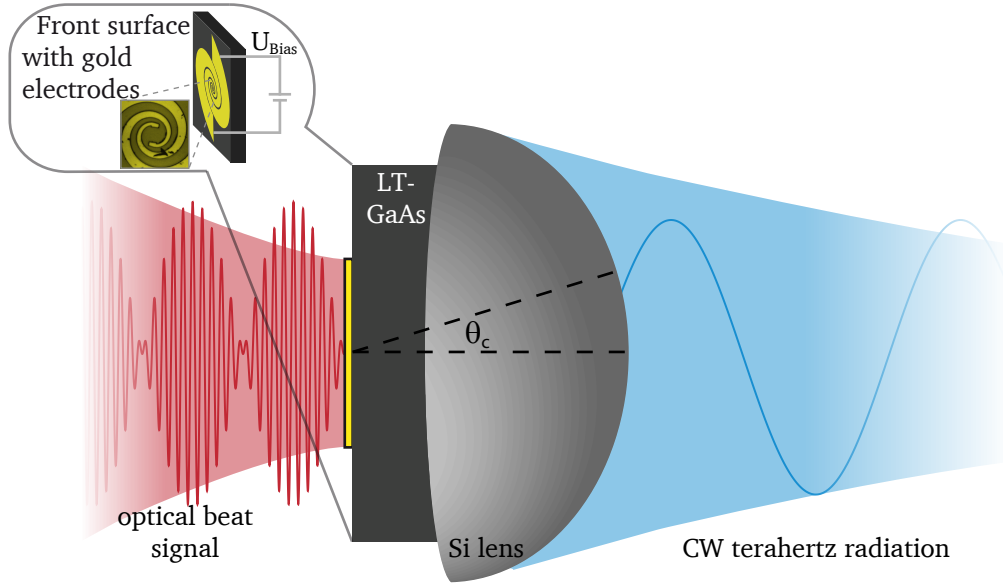 Front surface
with gold
electrodes
U_Bias
LT-
GaAs
θ_c
optical beat
signal
Si lens
CW terahertz radiation